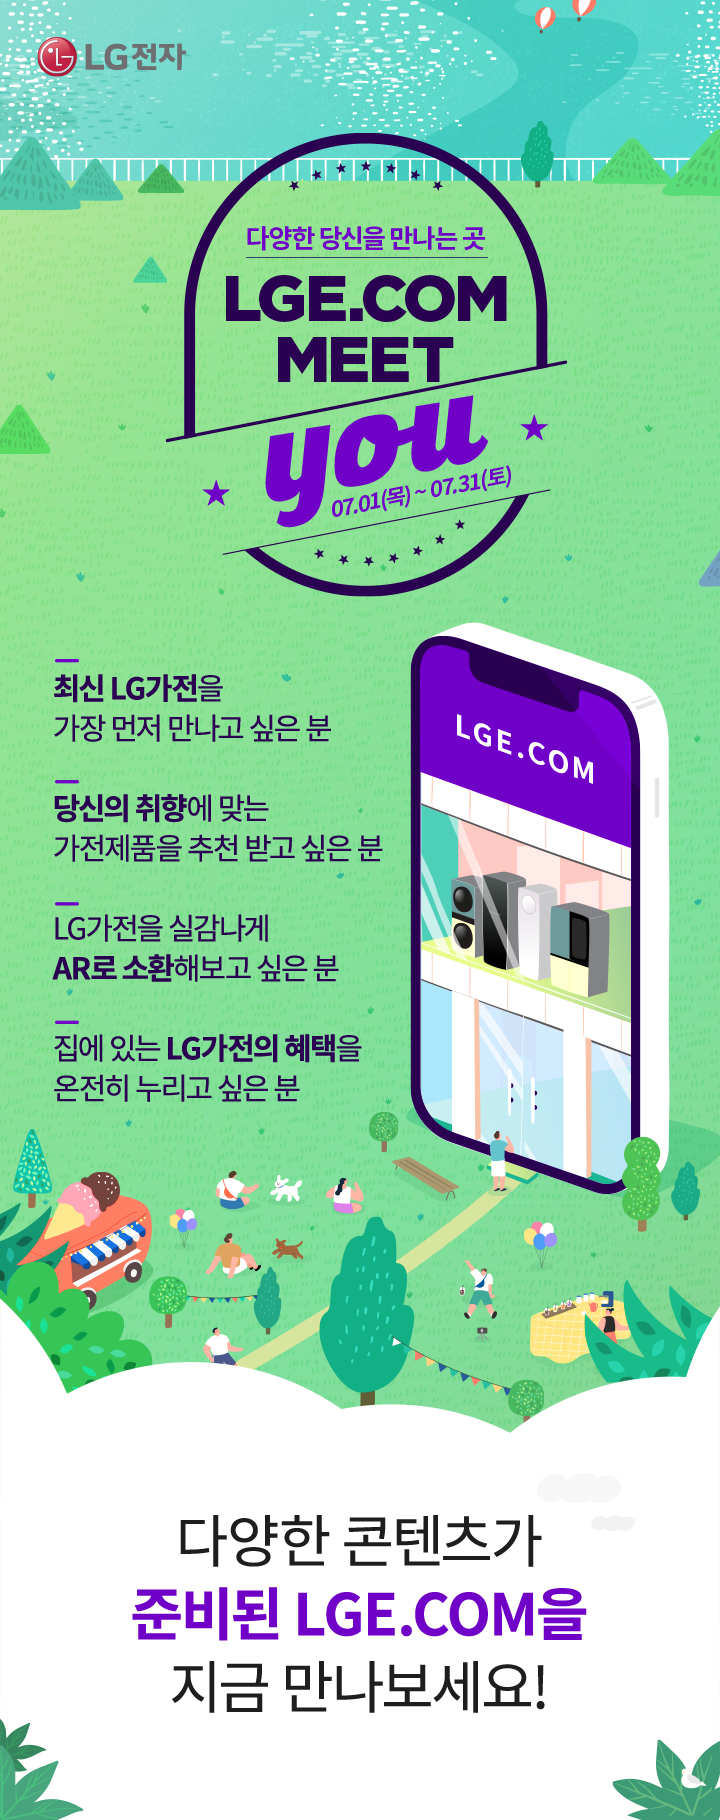 LG전자
다양한 당신을 만나는 곳
LGE.COM
MEET
you
07.01(목) ~ 07.31(토)
최신 LG가전을
가장 먼저 만나고 싶은 분
LGE.COM
당신의 취향에 맞는
가전제품을 추천 받고 싶은 분
LG가전을 실감나게
AR로 소환해보고 싶은 분
집에 있는 LG가전의 혜택을
온전히 누리고 싶은 분
다양한 콘텐츠가
준비된 LGE.COM을
지금 만나보세요!